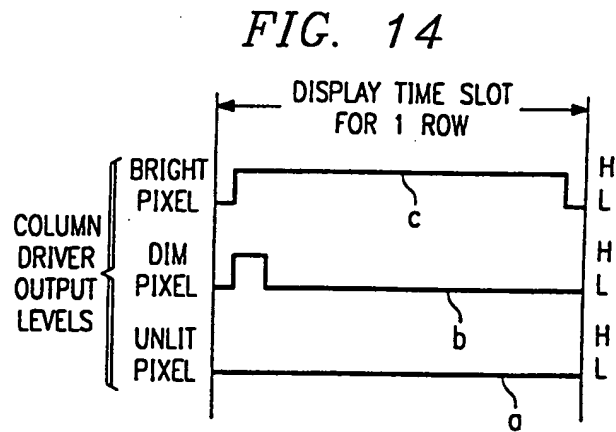 FIG. 14
DISPLAY TIME SLOT
FOR 1 ROW
COLUMN
DRIVER
OUTPUT
LEVELS
BRIGHT
PIXEL
H
L
c
DIM
PIXEL
H
L
b
UNLIT
PIXEL
H
L
a